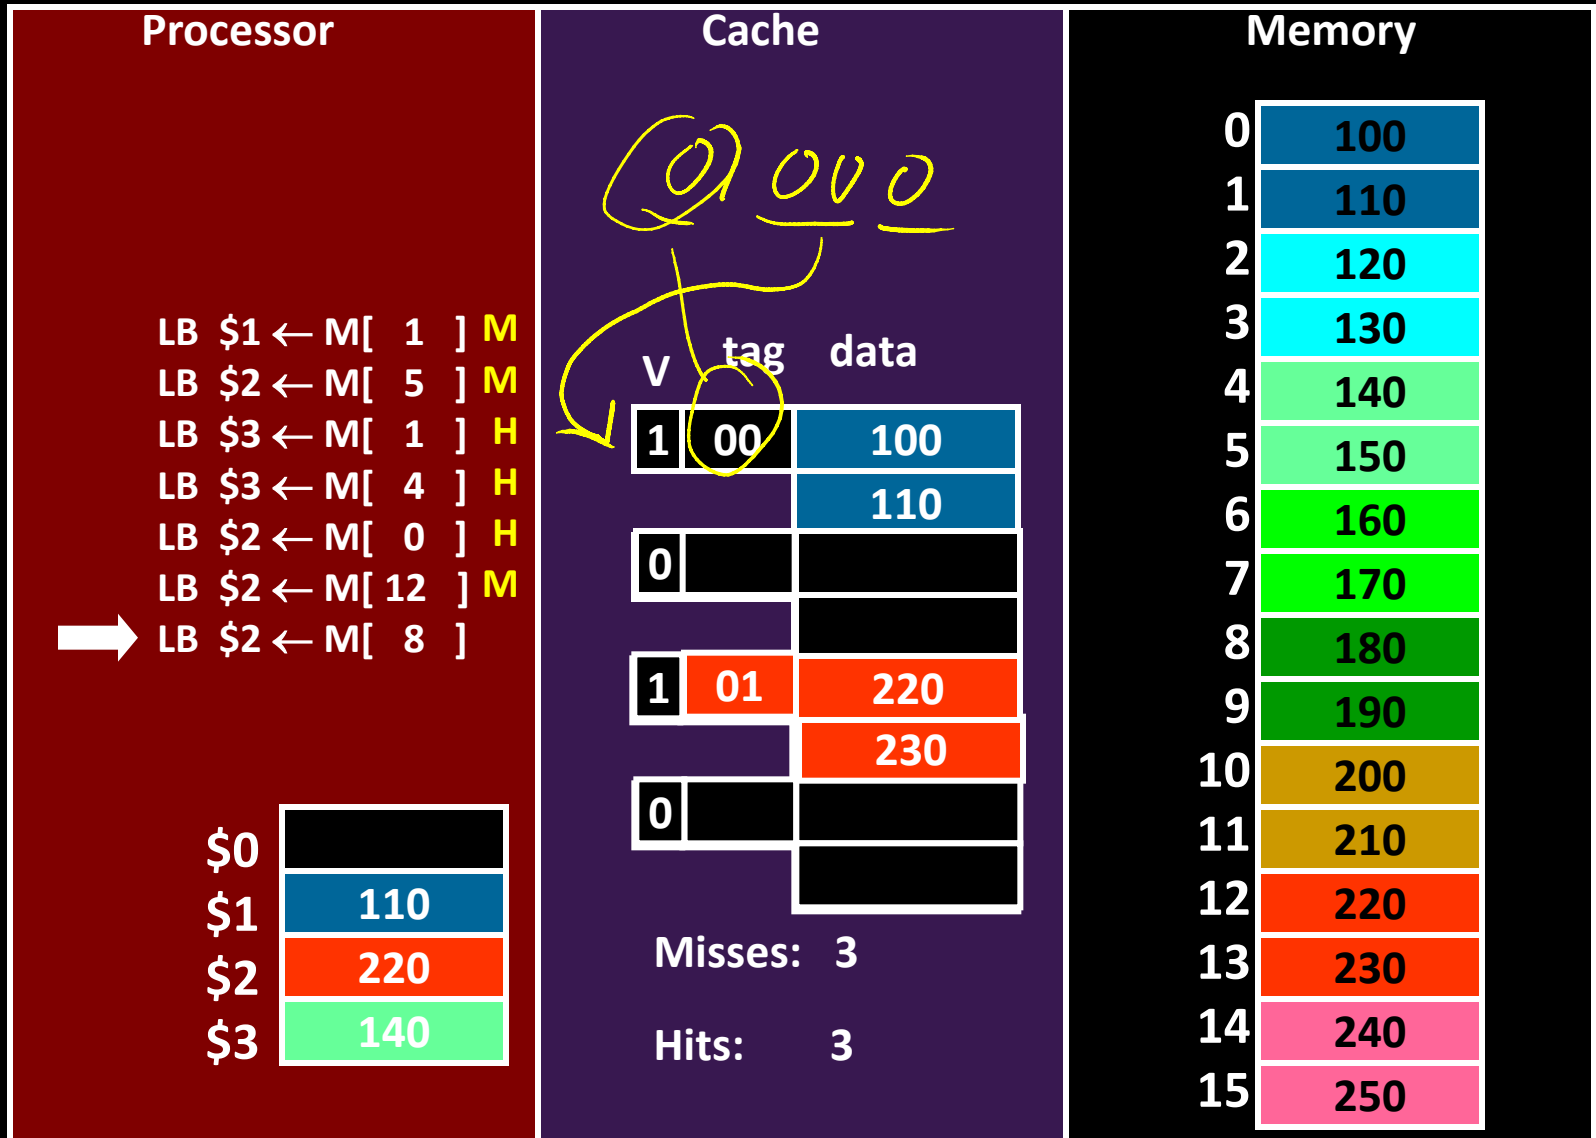 Processor
LB $1 ← M[ 1 ] M
LB $2 ← M[ 5 ] M
LB $3 ← M[ 1 ] H
LB $3 ← M[ 4 ] H
LB $2 ← M[ 0 ] H
LB $2 ← M[ 12 ] M
LB $2 ← M[ 8 ]
$0
$1 110
$2 220
$3 140
Cache
01 00 0
V tag data
1 00 100
110
0
1 01 220
230
0
Misses: 3
Hits: 3
Memory
0 100
1 110
2 120
3 130
4 140
5 150
6 160
7 170
8 180
9 190
10 200
11 210
12 220
13 230
14 240
15 250